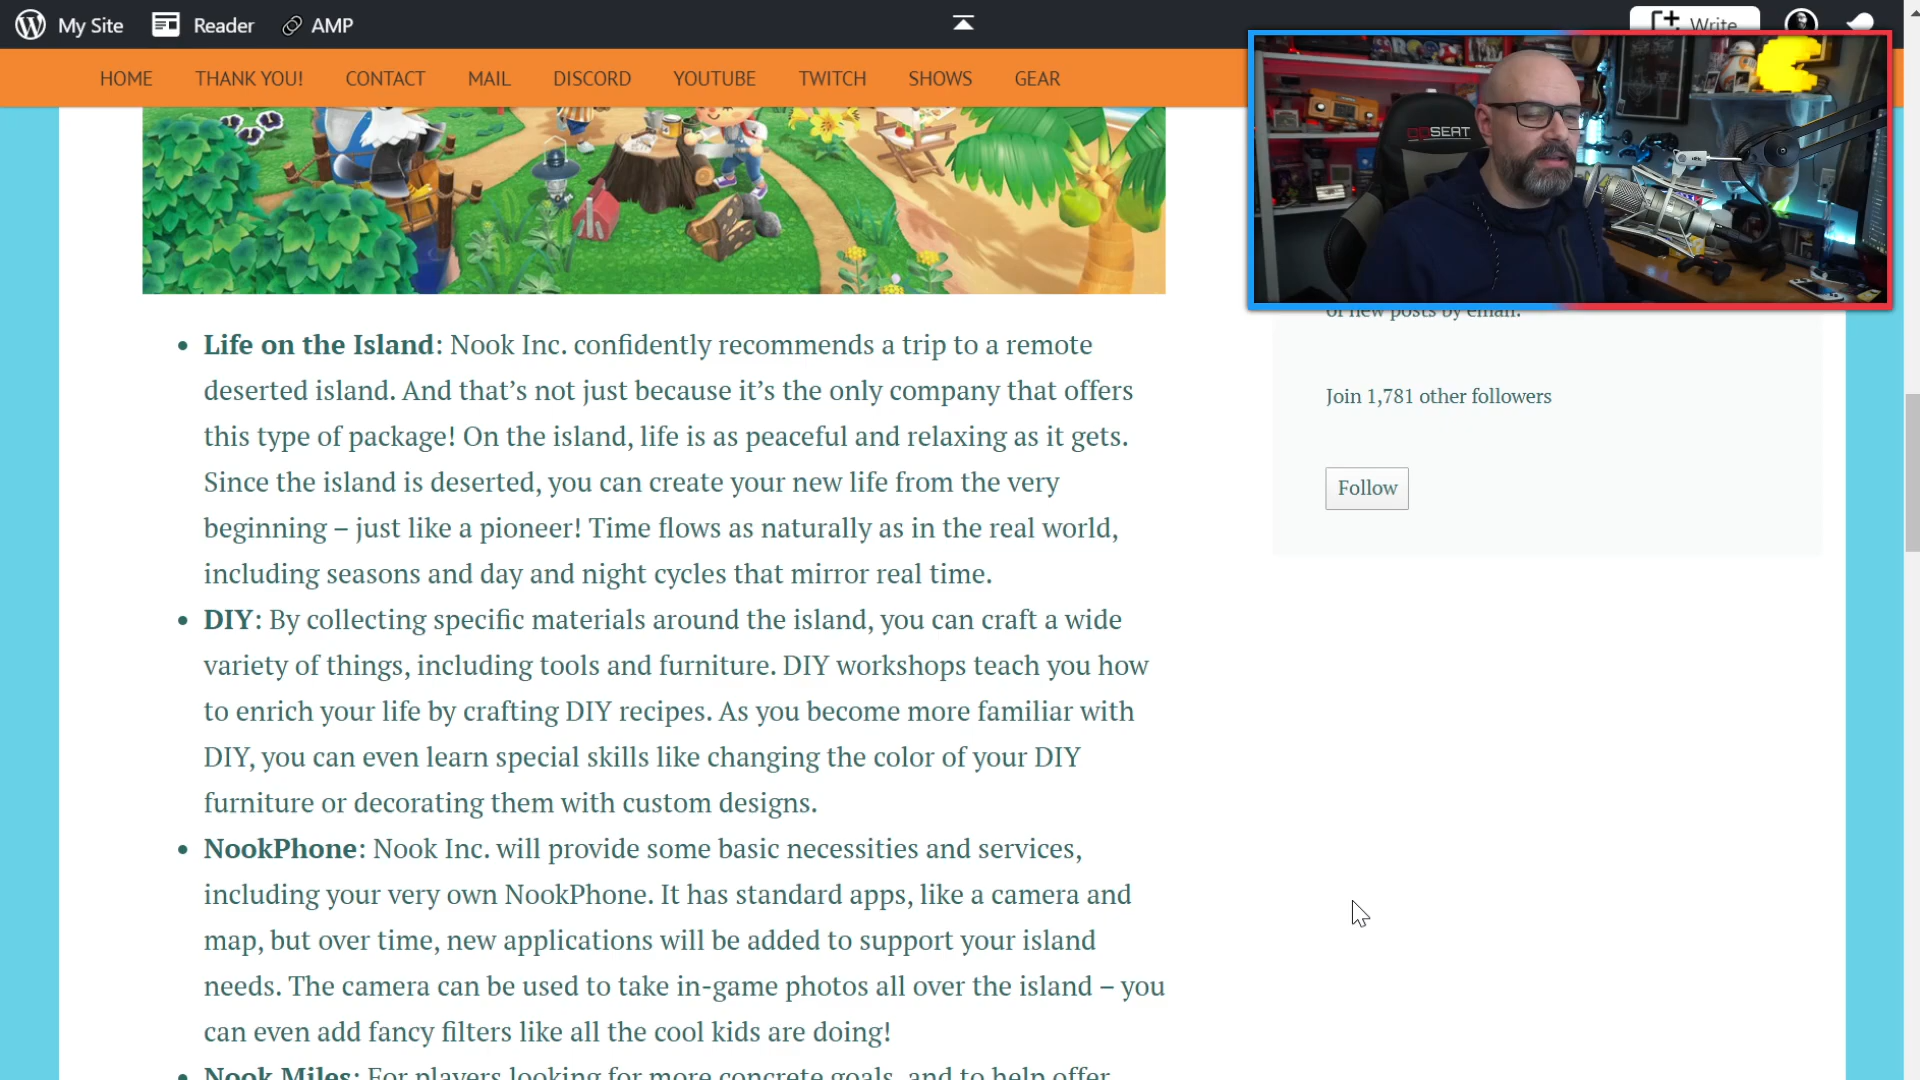 My Site Reader AMP Write
HOME THANK YOU! CONTACT MAIL DISCORD YOUTUBE TWITCH SHOWS GEAR
SEAT
of new posts by email.
Join 1,781 other followers
Follow
• Life on the Island: Nook Inc. confidently recommends a trip to a remote
deserted island. And that’s not just because it’s the only company that offers
this type of package! On the island, life is as peaceful and relaxing as it gets.
Since the island is deserted, you can create your new life from the very
beginning – just like a pioneer! Time flows as naturally as in the real world,
including seasons and day and night cycles that mirror real time.
• DIY: By collecting specific materials around the island, you can craft a wide
variety of things, including tools and furniture. DIY workshops teach you how
to enrich your life by crafting DIY recipes. As you become more familiar with
DIY, you can even learn special skills like changing the color of your DIY
furniture or decorating them with custom designs.
• NookPhone: Nook Inc. will provide some basic necessities and services,
including your very own NookPhone. It has standard apps, like a camera and
map, but over time, new applications will be added to support your island
needs. The camera can be used to take in-game photos all over the island – you
can even add fancy filters like all the cool kids are doing!
• Nook Miles: For players looking for more concrete goals, and to help offer